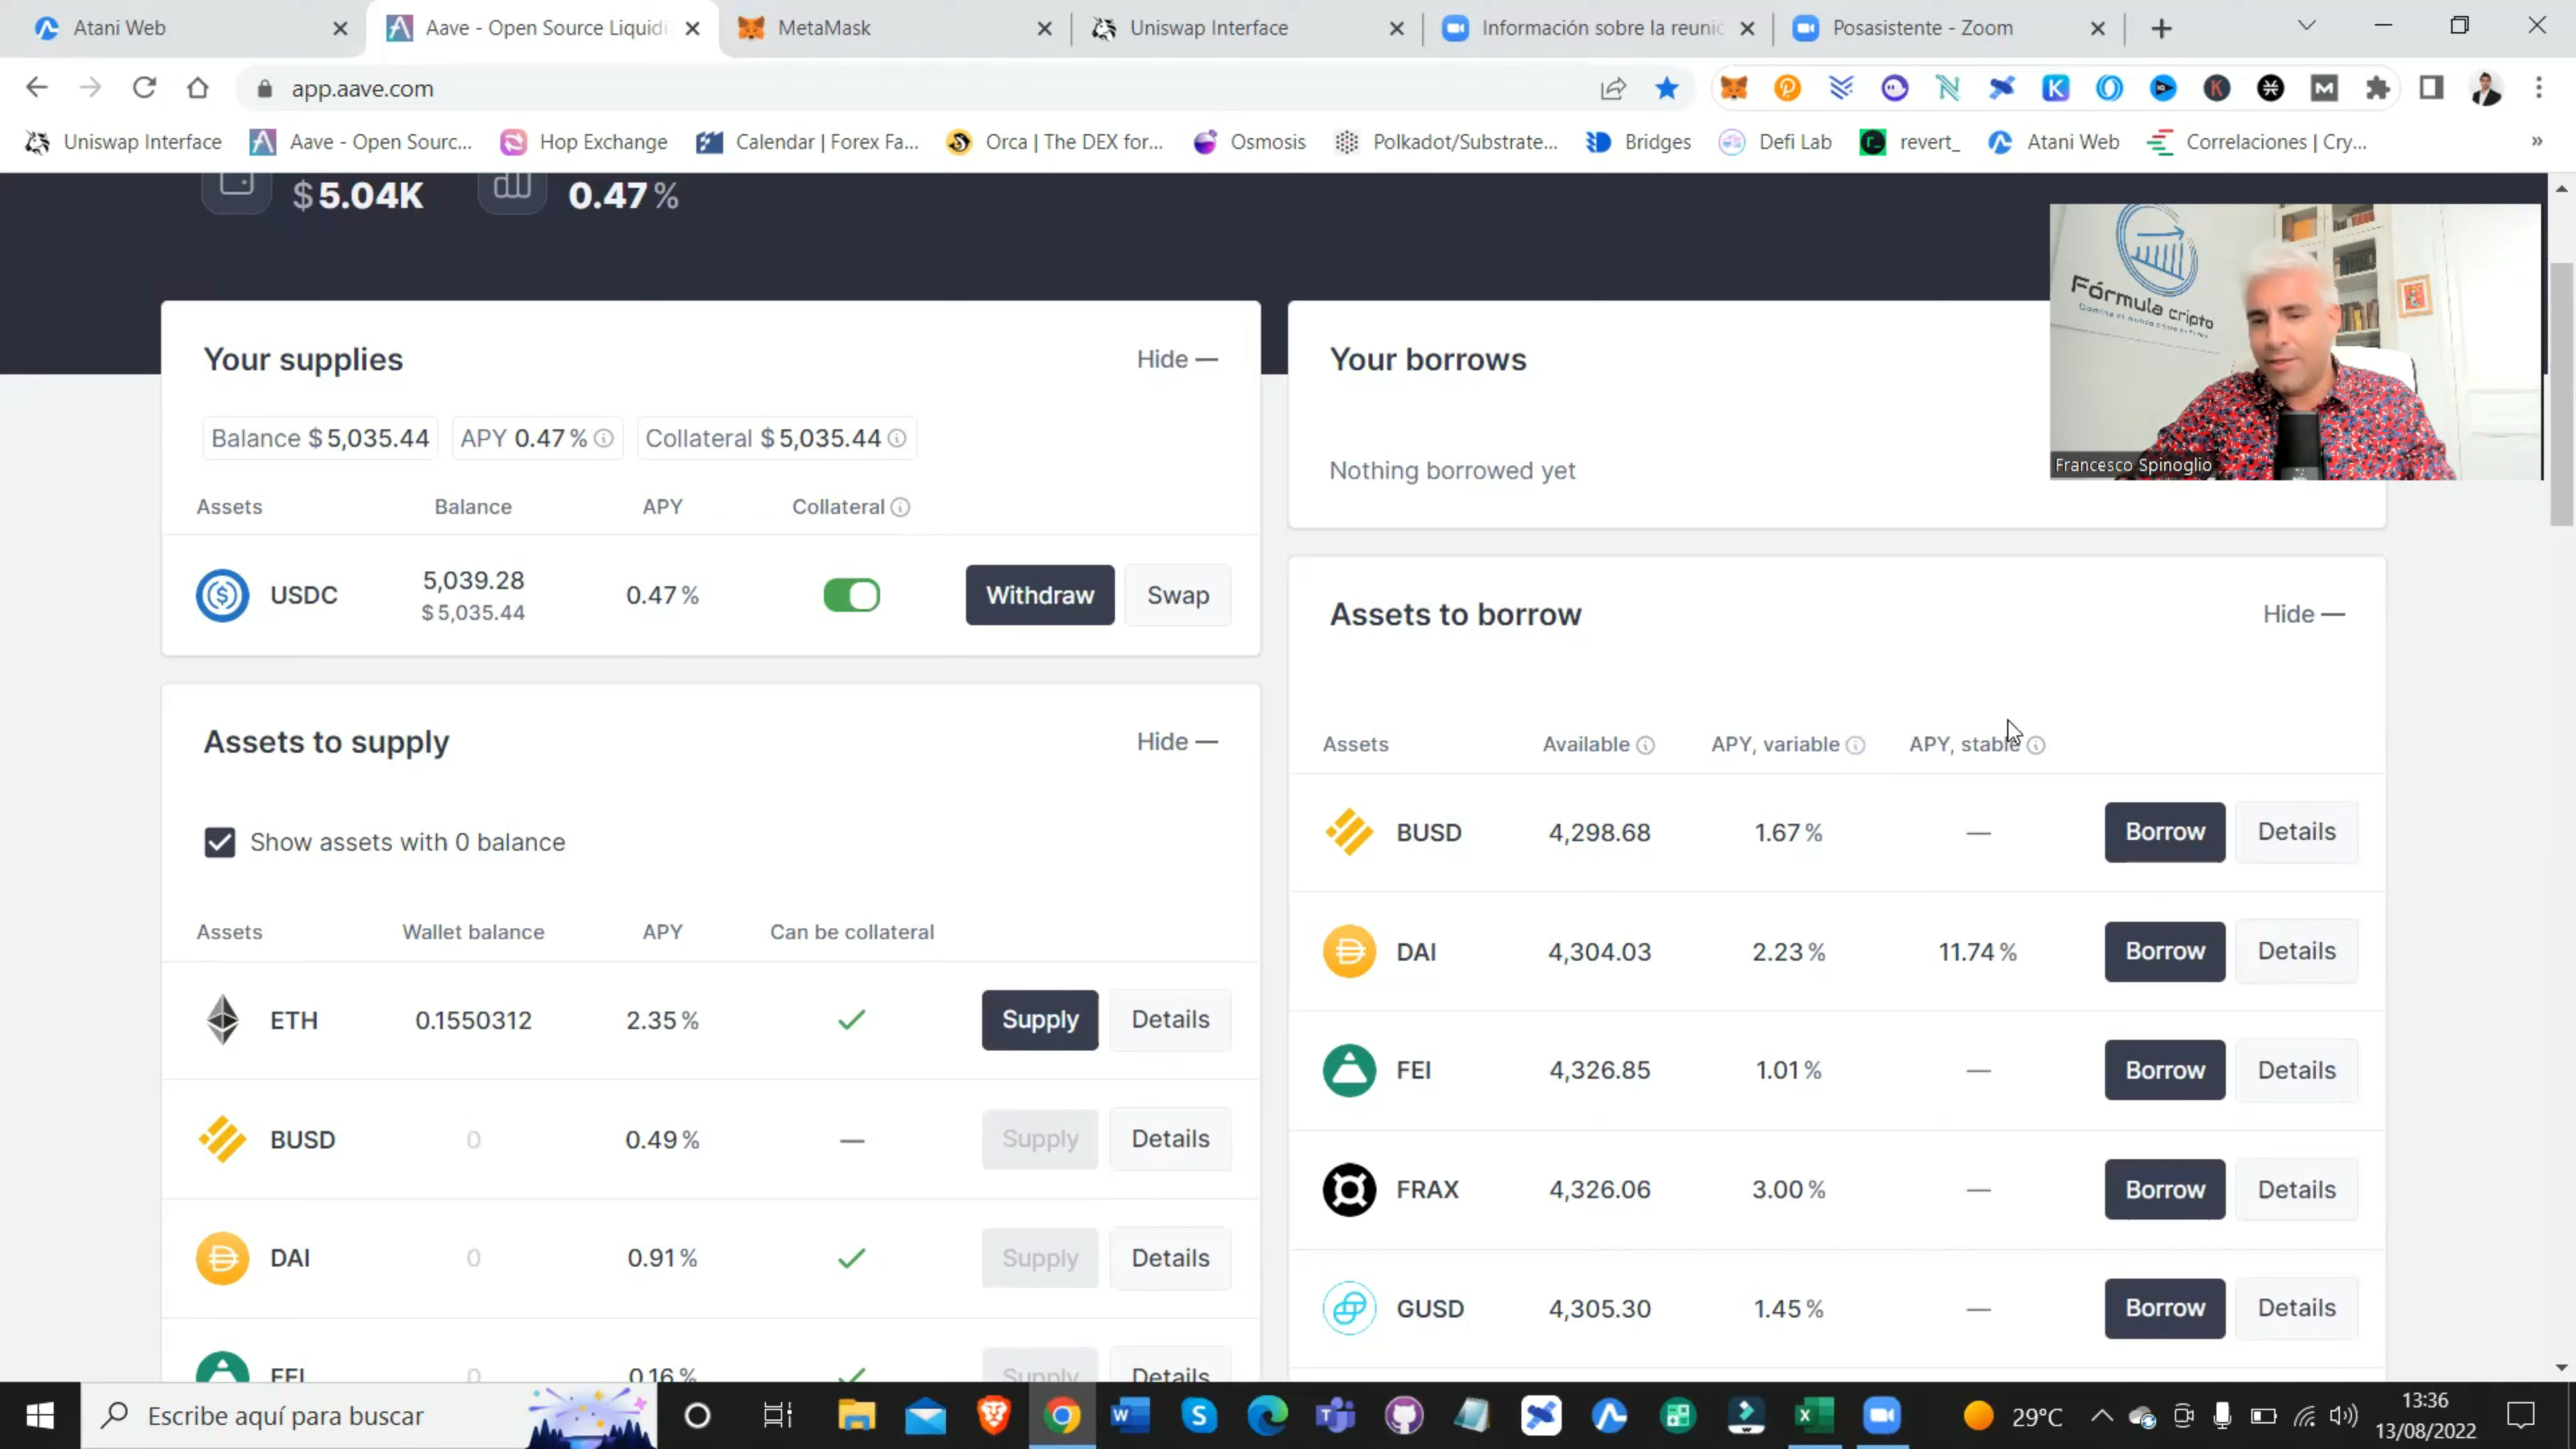 Atani Web
Aave - Open Source Liquidi
MetaMask
Uniswap Interface
Información sobre la reunió
Posasistente - Zoom
app.aave.com
Uniswap Interface
Aave - Open Sourc...
Hop Exchange
Calendar | Forex Fa...
Orca | The DEX for...
Osmosis
Polkadot/Substrate...
Bridges
Defi Lab
revert_
Atani Web
Correlaciones | Cry...
$ 5.04K
0.47 %
Fórmula cripto
Francesco Spinoglio
Your supplies
Hide —
Balance $ 5,035.44
APY 0.47 %
Collateral $ 5,035.44
Assets
Balance
APY
Collateral
USDC
5,039.28
$ 5,035.44
0.47 %
Withdraw
Swap
Assets to supply
Hide —
Show assets with 0 balance
Assets
Wallet balance
APY
Can be collateral
ETH
0.1550312
2.35 %
Supply
Details
BUSD
0
0.49 %
—
Supply
Details
DAI
0
0.91 %
Supply
Details
FEI
0
0.16 %
Supply
Details
Your borrows
Nothing borrowed yet
Assets to borrow
Hide —
Assets
Available
APY, variable
APY, stable
BUSD
4,298.68
1.67 %
—
Borrow
Details
DAI
4,304.03
2.23 %
11.74 %
Borrow
Details
FEI
4,326.85
1.01 %
—
Borrow
Details
FRAX
4,326.06
3.00 %
—
Borrow
Details
GUSD
4,305.30
1.45 %
—
Borrow
Details
Escribe aquí para buscar
29°C
13:36
13/08/2022